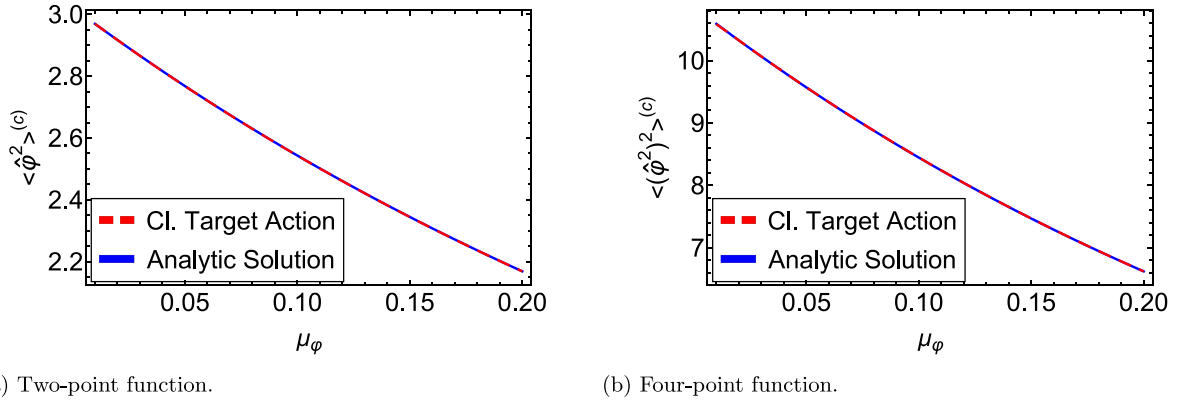 3.0
2.8
2.6
2.4
2.2
<φ̂²>⁽ᶜ⁾
Cl. Target Action
Analytic Solution
0.05 0.10 0.15 0.20
μφ
) Two-point function.
10
9
8
7
<(φ̂²)²>⁽ᶜ⁾
Cl. Target Action
Analytic Solution
0.05 0.10 0.15 0.20
μφ
(b) Four-point function.